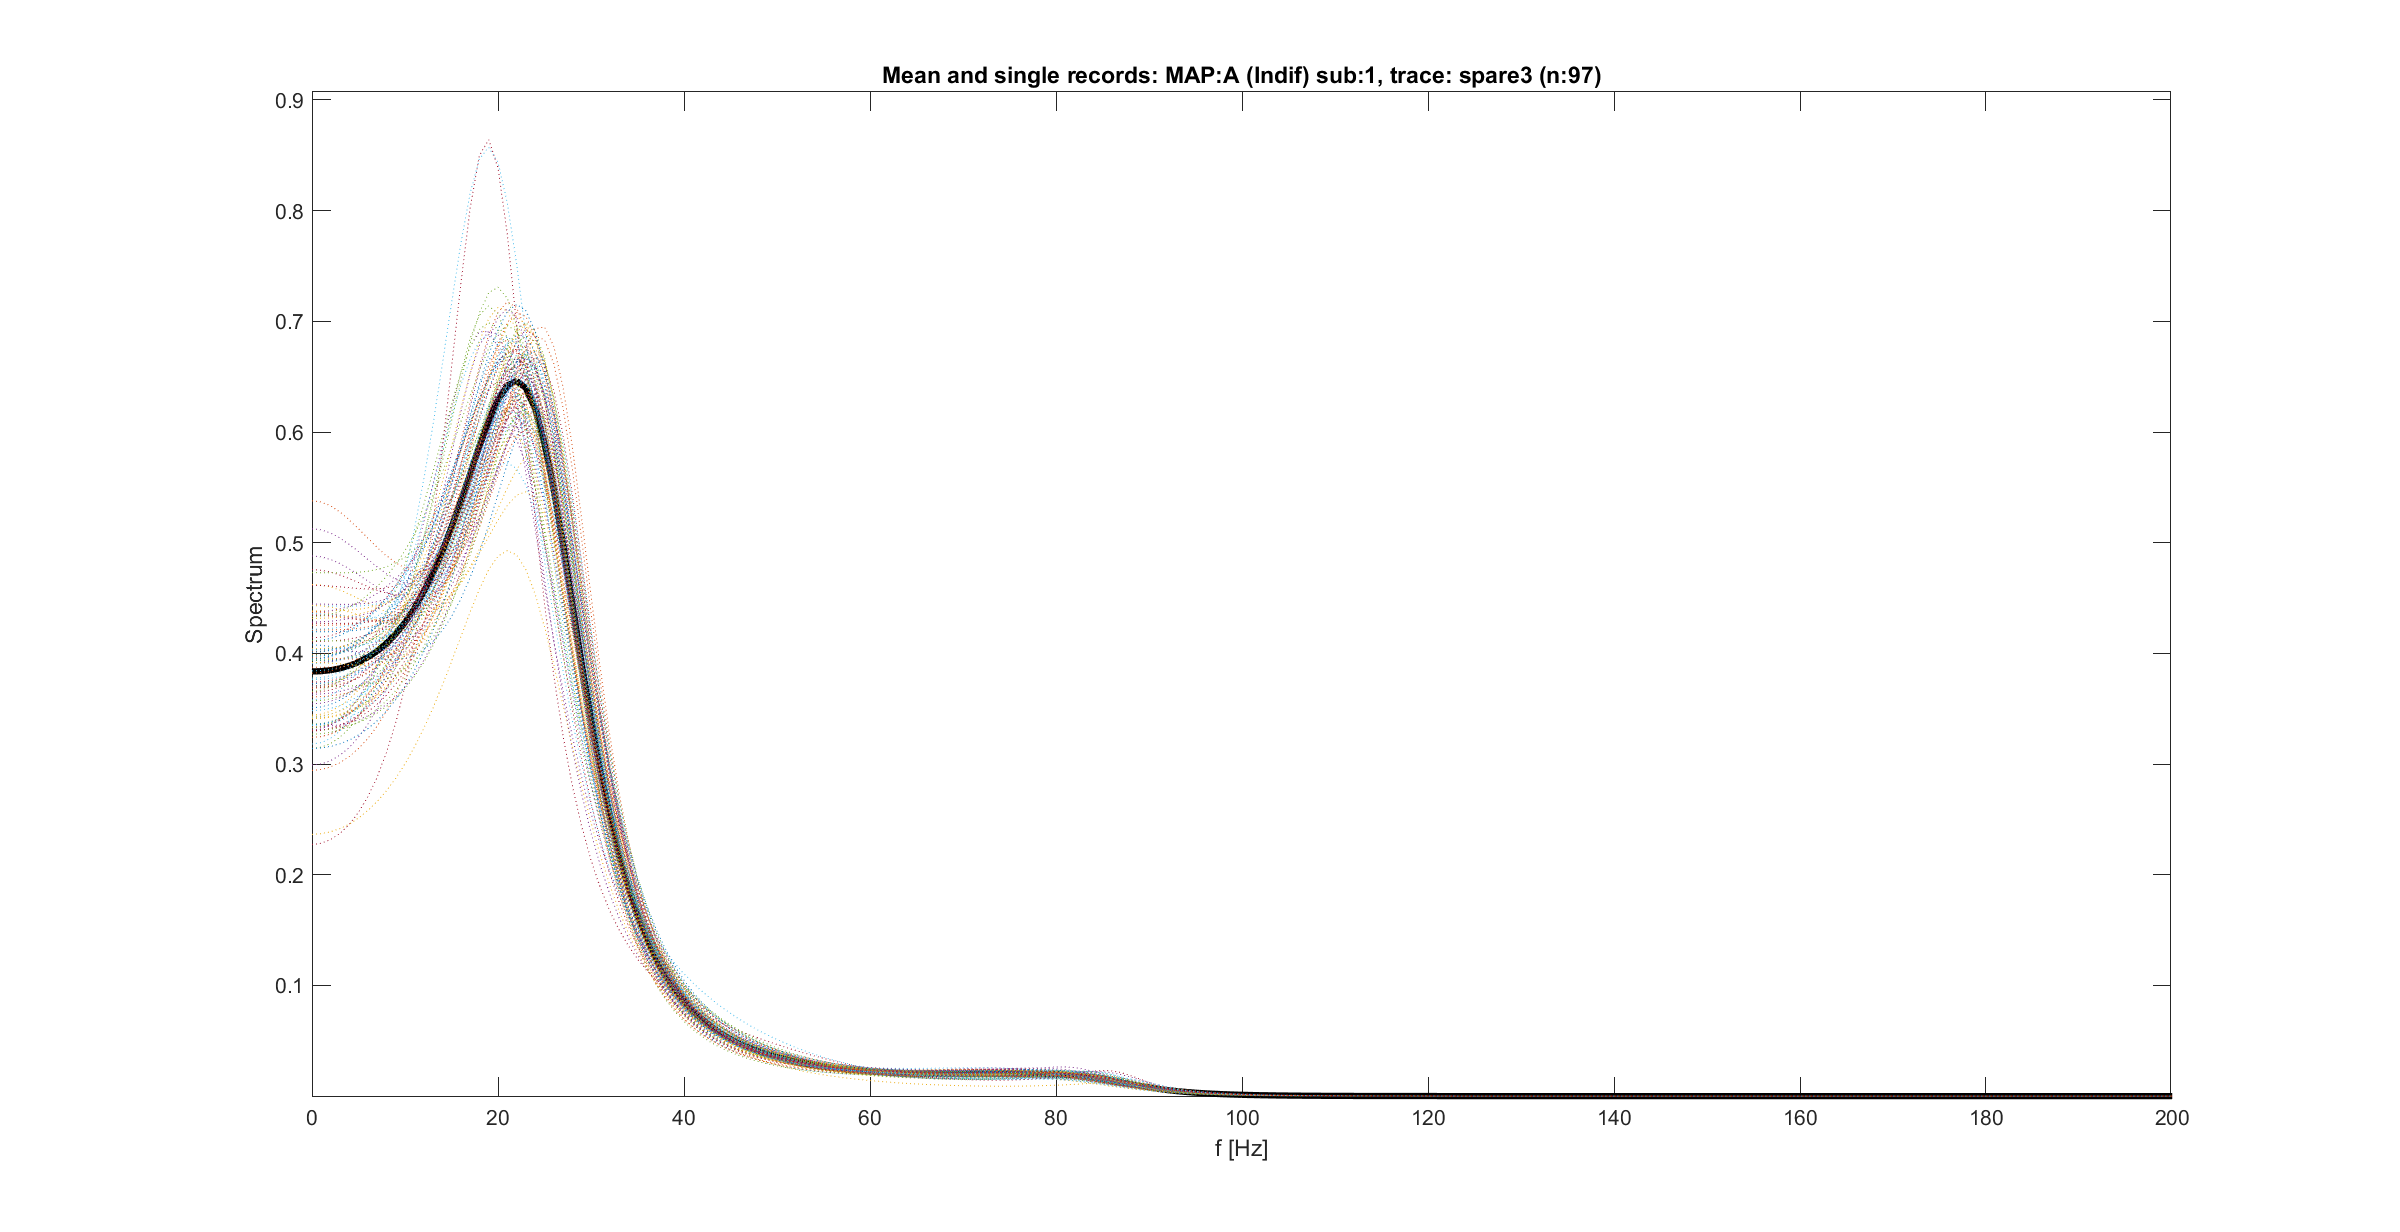 Mean and single records: MAP:A (Indif) sub:1, trace: spare3 (n:97)
0.9
0.8
0.7
0.6
0.5
0.4
0.3
0.2
0.1
Spectrum
0 20 40 60 80 100 120 140 160 180 200
f [Hz]